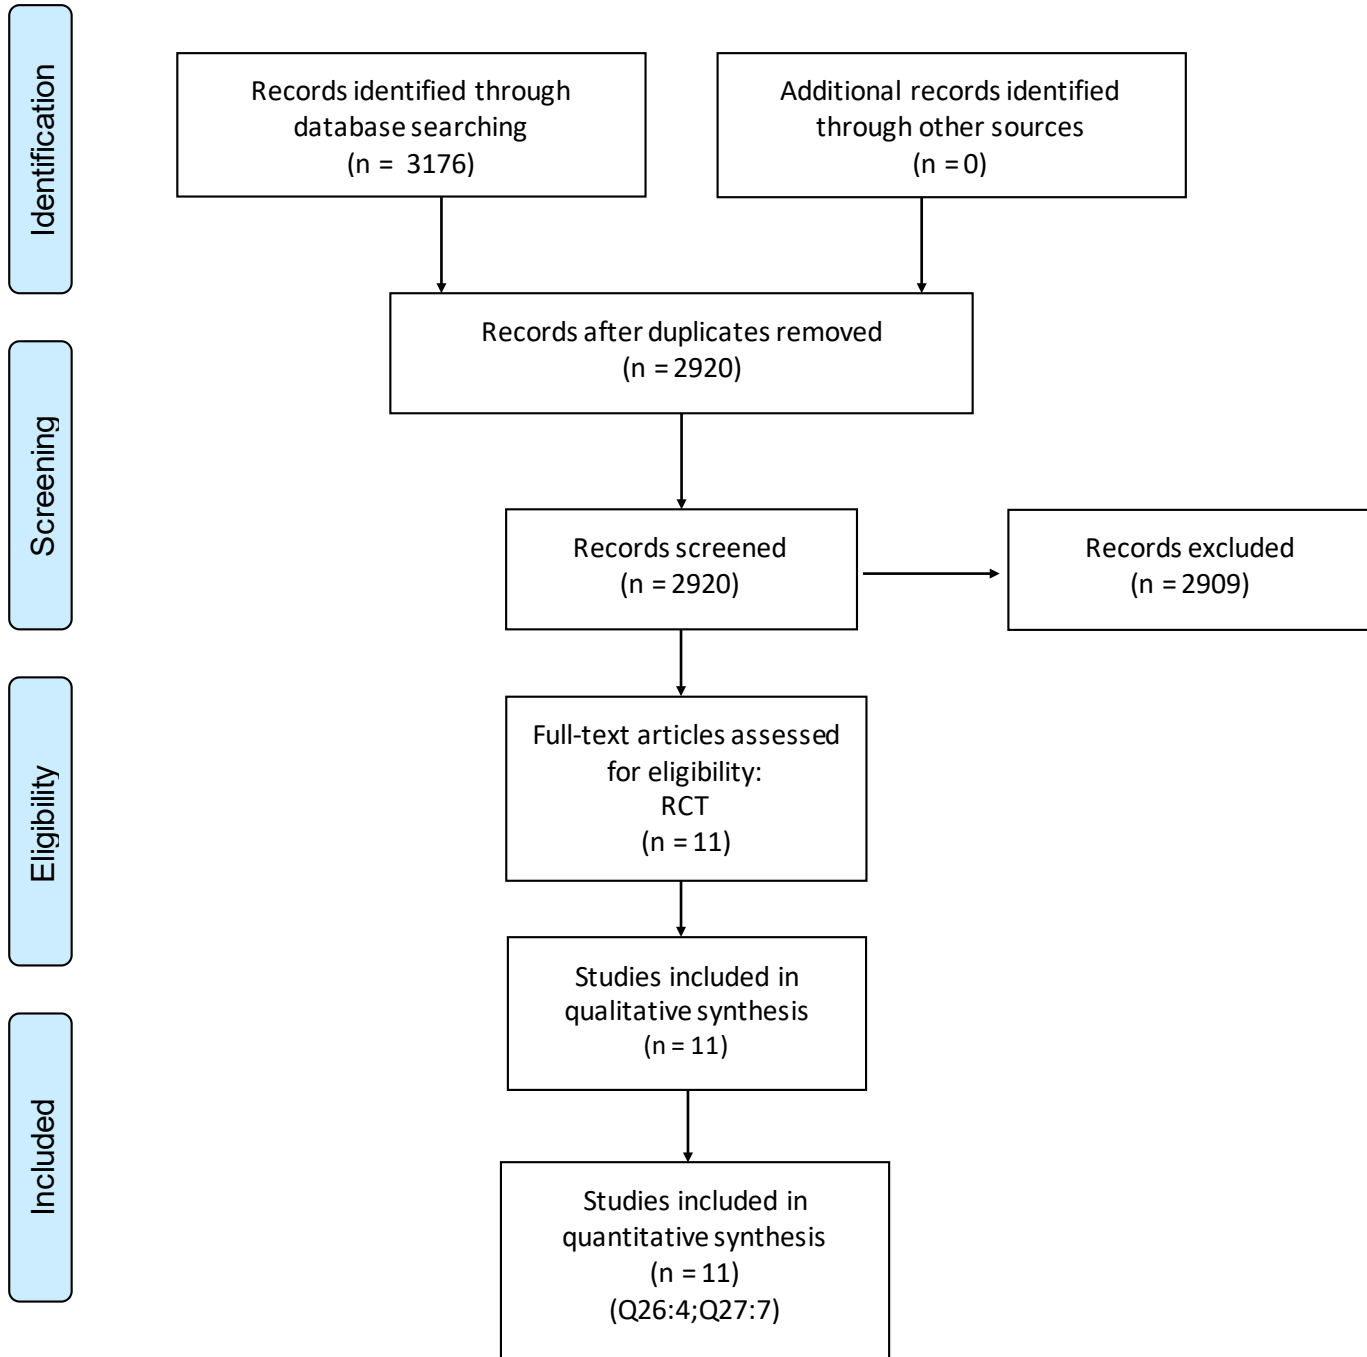 Identification
Records identified through
database searching
(n = 3176)
Additional records identified
through other sources
(n = 0)
Records after duplicates removed
(n = 2920)
Screening
Records screened
(n = 2920)
Records excluded
(n = 2909)
Eligibility
Full-text articles assessed
for eligibility:
RCT
(n = 11)
Studies included in
qualitative synthesis
(n = 11)
Included
Studies included in
quantitative synthesis
(n = 11)
(Q26:4;Q27:7)